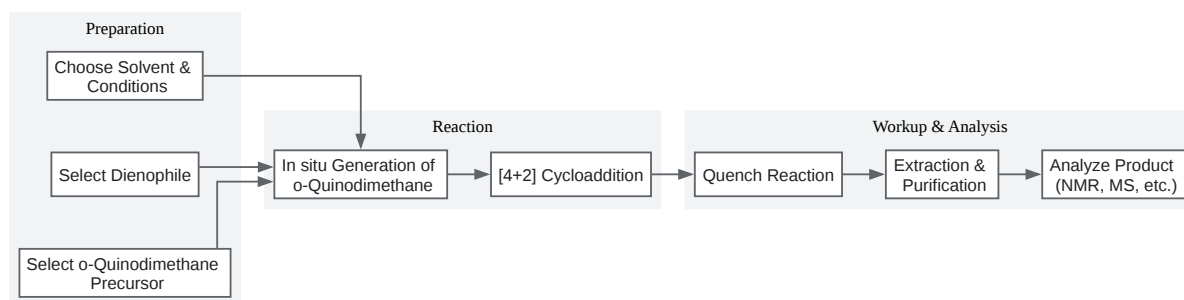 Preparation
Choose Solvent &
Conditions
Select Dienophile
Select o-Quinodimethane
Precursor
Reaction
In situ Generation of
o-Quinodimethane
[4+2] Cycloaddition
Workup & Analysis
Quench Reaction
Extraction &
Purification
Analyze Product
(NMR, MS, etc.)